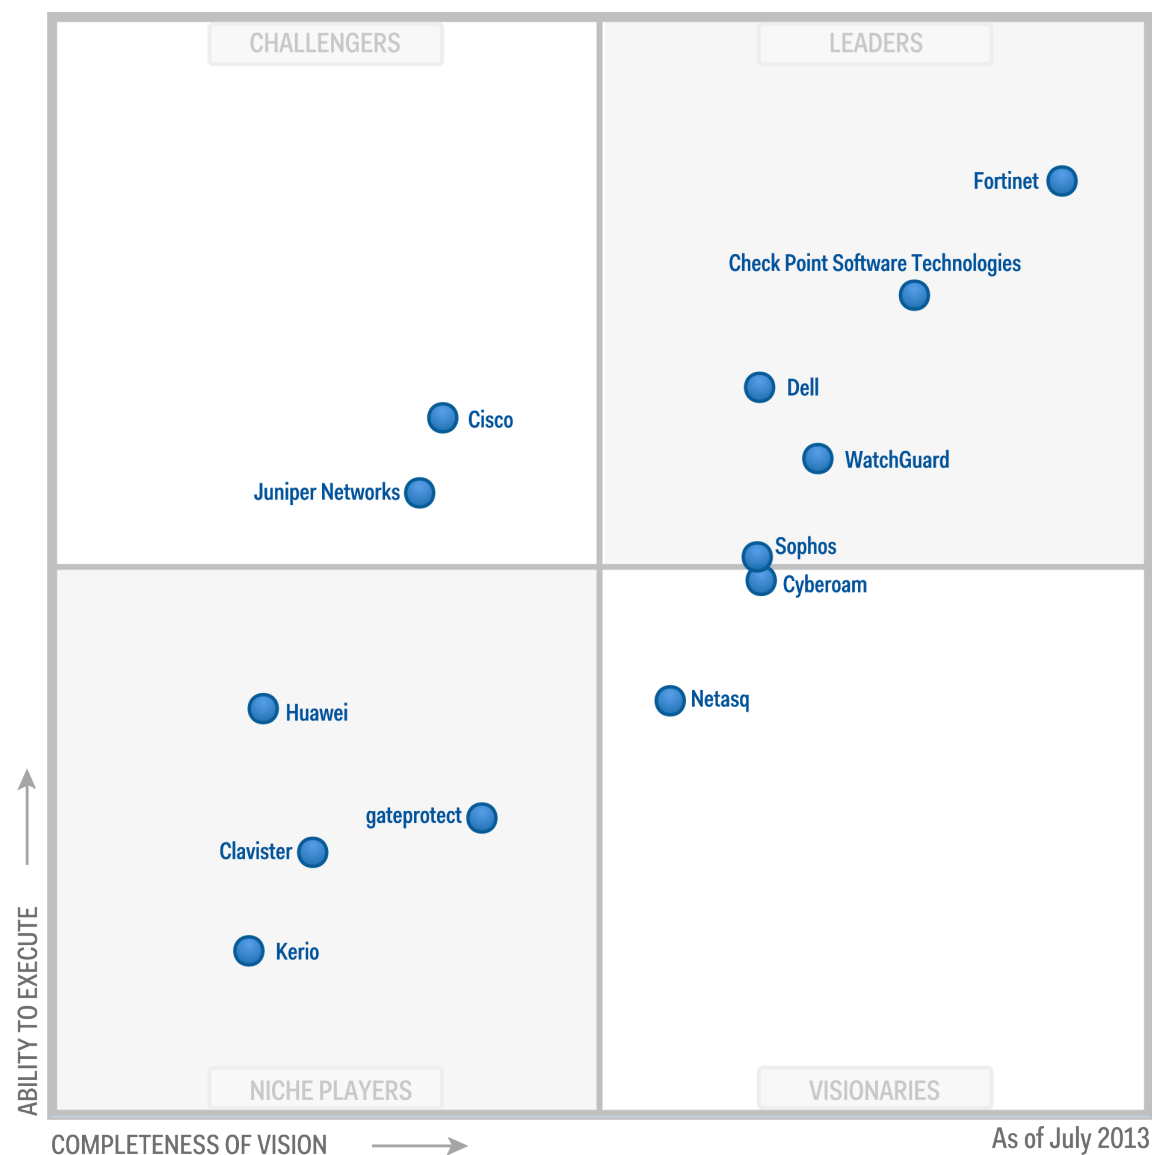 CHALLENGERS
LEADERS
Fortinet
Check Point Software Technologies
Dell
Cisco
WatchGuard
Juniper Networks
Sophos
Cyberoam
Netasq
Huawei
gateprotect
Clavister
Kerio
NICHE PLAYERS
VISIONARIES
ABILITY TO EXECUTE
COMPLETENESS OF VISION
As of July 2013